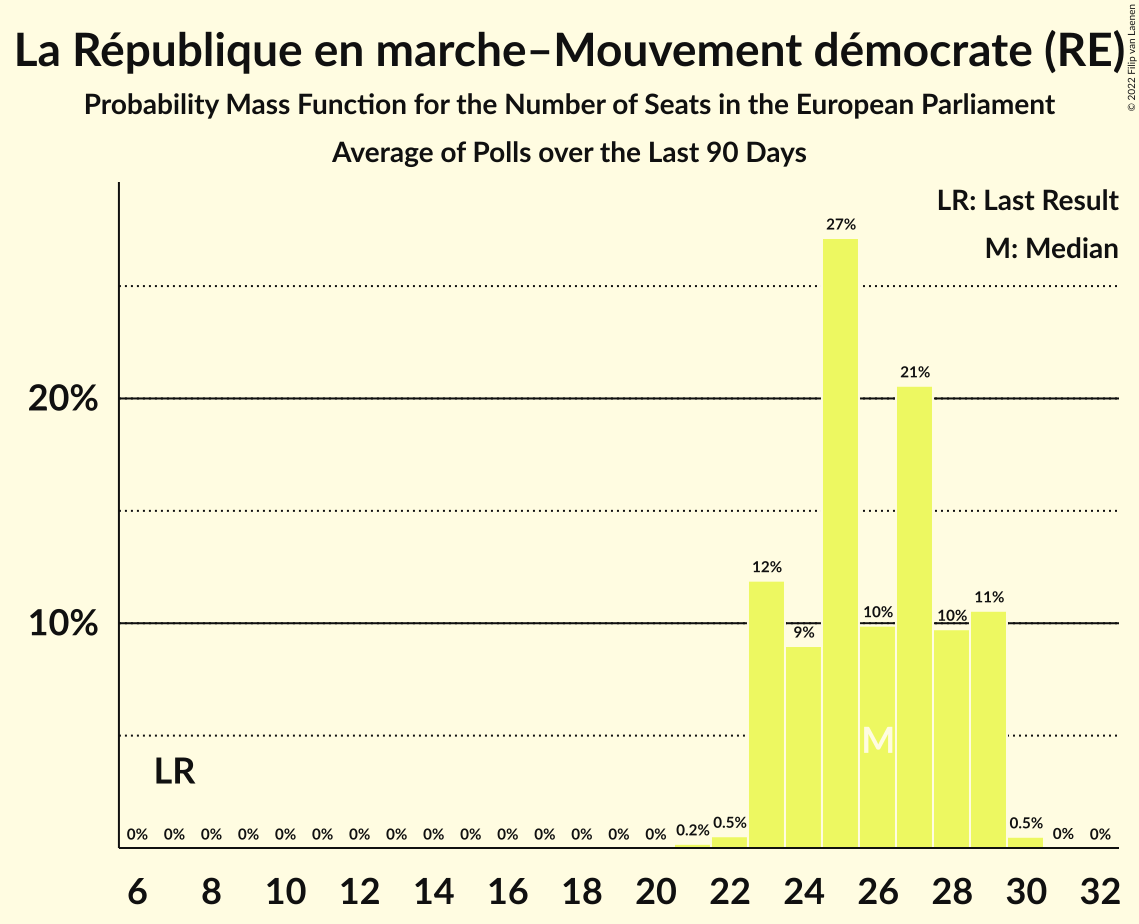 La République en marche–Mouvement démocrate (RE)
Probability Mass Function for the Number of Seats in the European Parliament
Average of Polls over the Last 90 Days
© 2022 Filip van Laenen
LR: Last Result
M: Median
27%
21%
20%
12%
11%
10%
10%
10%
9%
M
LR
0% 0% 0% 0% 0% 0% 0% 0% 0% 0% 0% 0% 0% 0% 0% 0.2% 0.5% 0.5% 0% 0%
6 8 10 12 14 16 18 20 22 24 26 28 30 32